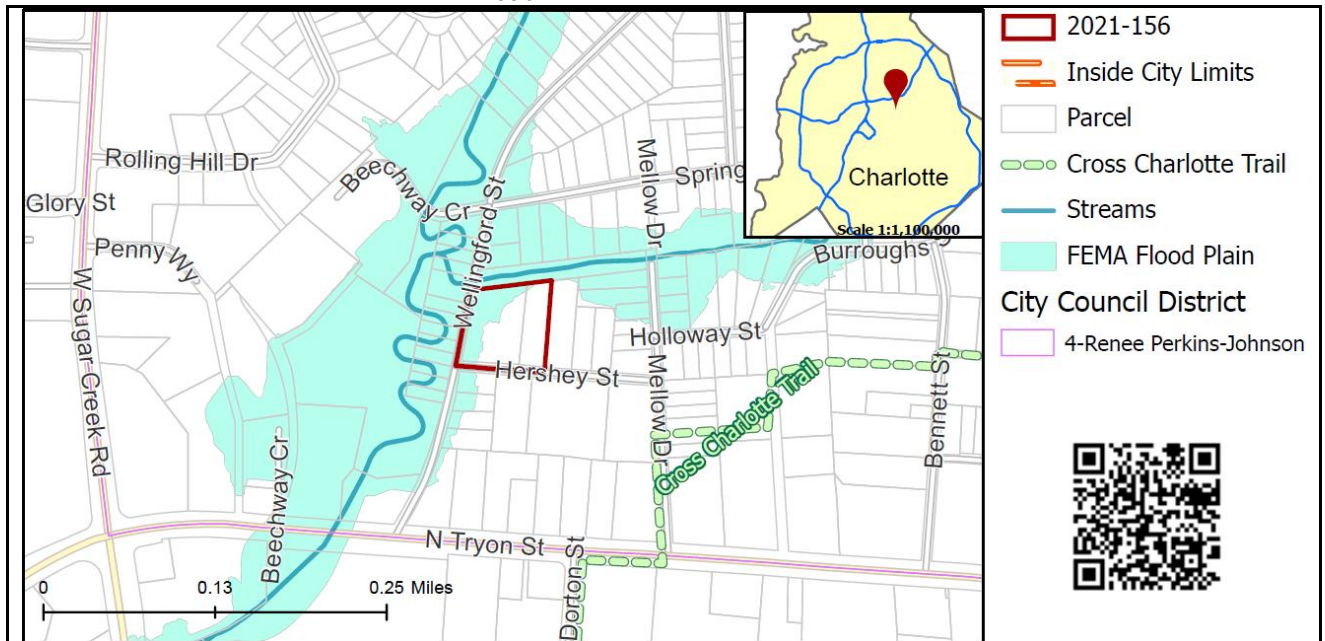 Rolling Hill Dr
Glory St
Penny Wy
W Sugar Creek Rd
Beechway Cr
Wellingford St
Mellow Dr
Spring
Burroughs
Holloway St
Hershey St
Mellow Dr
Cross Charlotte Trail
Bennett St
Beechway Cr
N Tryon St
Dorton St
0 0.13 0.25 Miles
Charlotte
Scale 1:1,100,000
2021-156
Inside City Limits
Parcel
Cross Charlotte Trail
Streams
FEMA Flood Plain
City Council District
4-Renee Perkins-Johnson